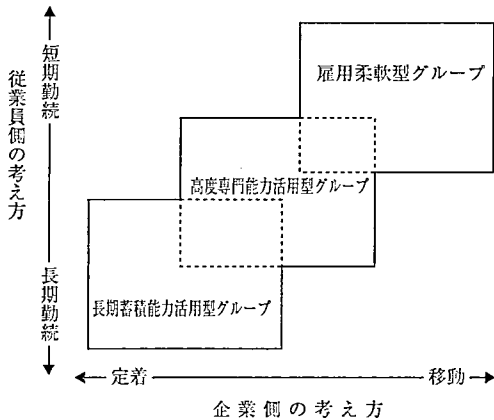 従業員側の考え方
短期勤続
長期勤続
雇用柔軟型グループ
高度専門能力活用型グループ
長期蓄積能力活用型グループ
定着
移動
企業側の考え方